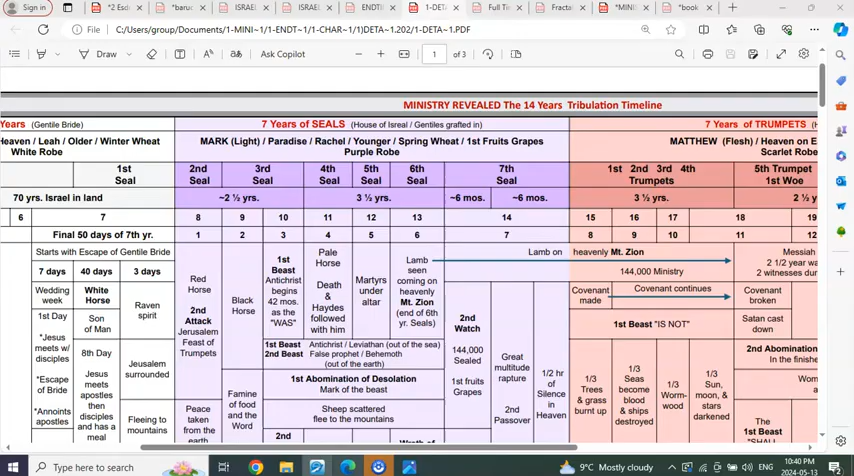 Sign in
*2 Esd
*baruc
ISRAEL
ISRAEL
ENDTIN
1-DETA
Full Tir
Fractal
*MINI
*book
File C:/Users/group/Documents/1-MINI~1/1-ENDT~1/1-CHAR~1/1)DETA~1.202/1-DETA~1.PDF
Ask Copilot
1 of 3
MINISTRY REVEALED The 14 Years Tribulation Timeline
Years (Gentile Bride)
7 Years of SEALS (House of Isreal / Gentiles grafted in)
7 Years of TRUMPETS (H
Heaven / Leah / Older / Winter Wheat
MARK (Light) / Paradise / Rachel / Younger / Spring Wheat / 1st Fruits Grapes
MATTHEW (Flesh) / Heaven on E
White Robe
Purple Robe
Scarlet Robe
1st Seal
2nd Seal
3rd Seal
4th Seal
5th Seal
6th Seal
7th Seal
1st 2nd 3rd 4th Trumpets
5th Trumpet 1st Woe
70 yrs. Israel in land
~2 ½ yrs.
3 ½ yrs.
~6 mos.
~6 mos.
3 ½ yrs.
2 ½ y
6 7 8 9 10 11 12 13 14 15 16 17 18 19
Final 50 days of 7th yr.
1 2 3 4 5 6 7 8 9 10 11 12
Starts with Escape of Gentile Bride
7 days
40 days
3 days
Wedding week
White Horse
Raven spirit
1st Day
Son of Man
*Jesus meets w/ disciples
8th Day
Jeusalem surrounded
*Escape of Bride
Jesus meets apostles then disciples and has a meal
*Annoints apostles
Fleeing to mountains
Red Horse
2nd Attack
Jerusalem Feast of Trumpets
Peace taken from the earth
Black Horse
Famine of food and the Word
1st Beast
Antichrist begins 42 mos. as the "WAS"
Pale Horse
Death & Haydes followed with him
Martyrs under altar
Lamb seen coming on heavenly Mt. Zion (end of 6th yr. Seals)
1st Beast Antichrist / Leviathan (out of the sea)
2nd Beast False prophet / Behemoth
(out of the earth)
1st Abomination of Desolation
Mark of the beast
Sheep scattered
flee to the mountains
2nd
Wrath of
Lamb on heavenly Mt. Zion
2nd Watch
144,000 Sealed
1st fruits Grapes
Great multitude rapture
2nd Passover
1/2 hr of Silence in Heaven
144,000 Ministry
Covenant made
Covenant continues
Covenant broken
1st Beast "IS NOT"
Satan cast down
Messiah
2 1/2 year wa
2 witnesses durin
2nd Abomination
In the finishe
Wom
1/3 Trees & grass burnt up
1/3 Seas become blood & ships destroyed
1/3 Worm-wood
1/3 Sun, moon, & stars darkened
The 1st Beast
"SHALL
Type here to search
9°C Mostly cloudy
ENG
10:40 PM
2024-05-13